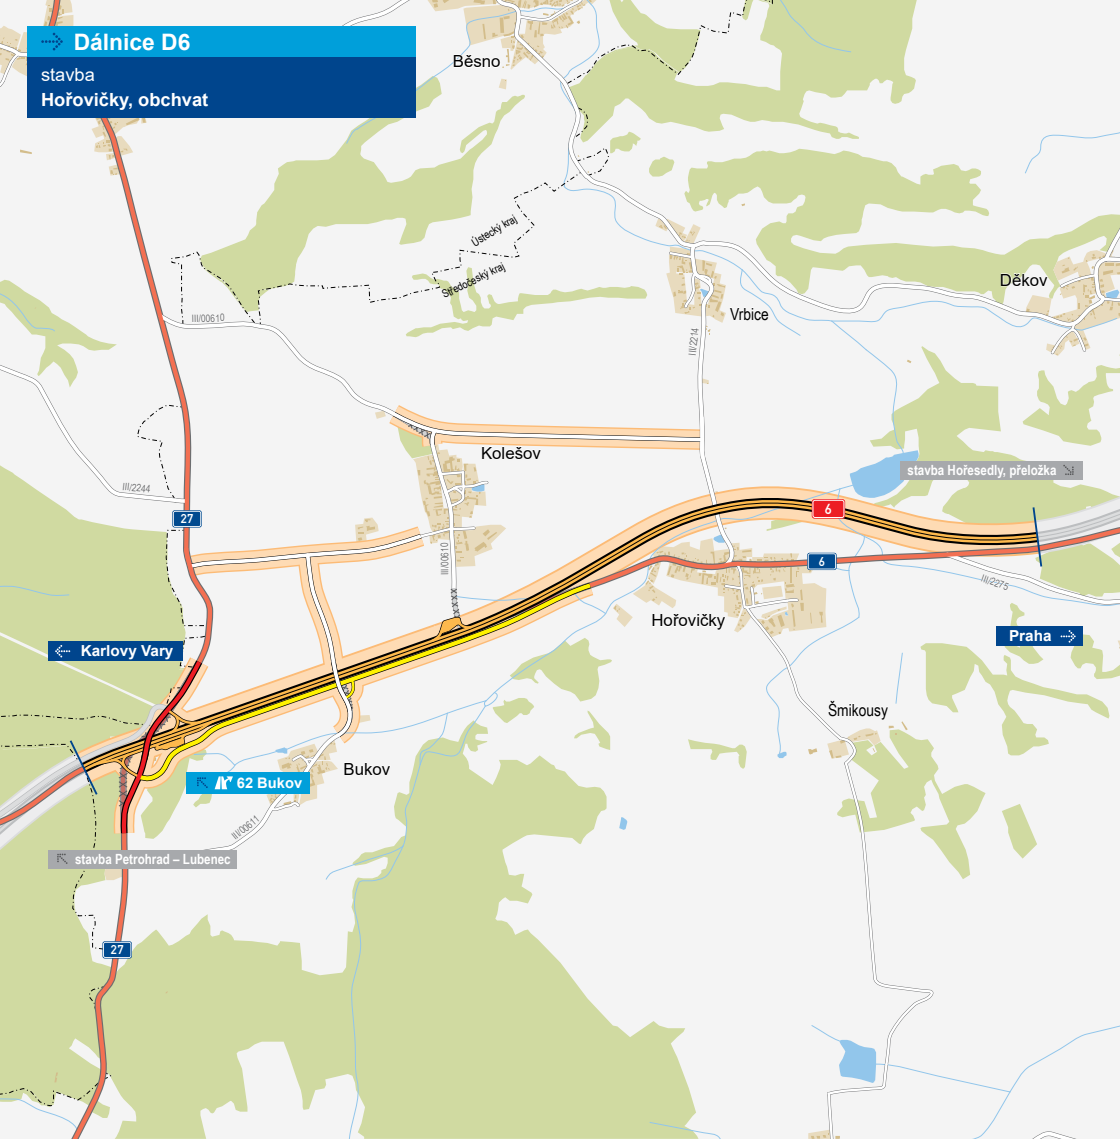 Dálnice D6
stavba
Hořovičky, obchvat
Běsno
Ústecký kraj
Středočeský kraj
Děkov
Vrbice
III/00610
III/2214
Kolešov
stavba Hořesedly, přeložka
III/2244
27
6
III/00610
6
III/2275
Hořovičky
Praha
Karlovy Vary
Šmikousy
Bukov
62 Bukov
III/00611
stavba Petrohrad – Lubenec
27